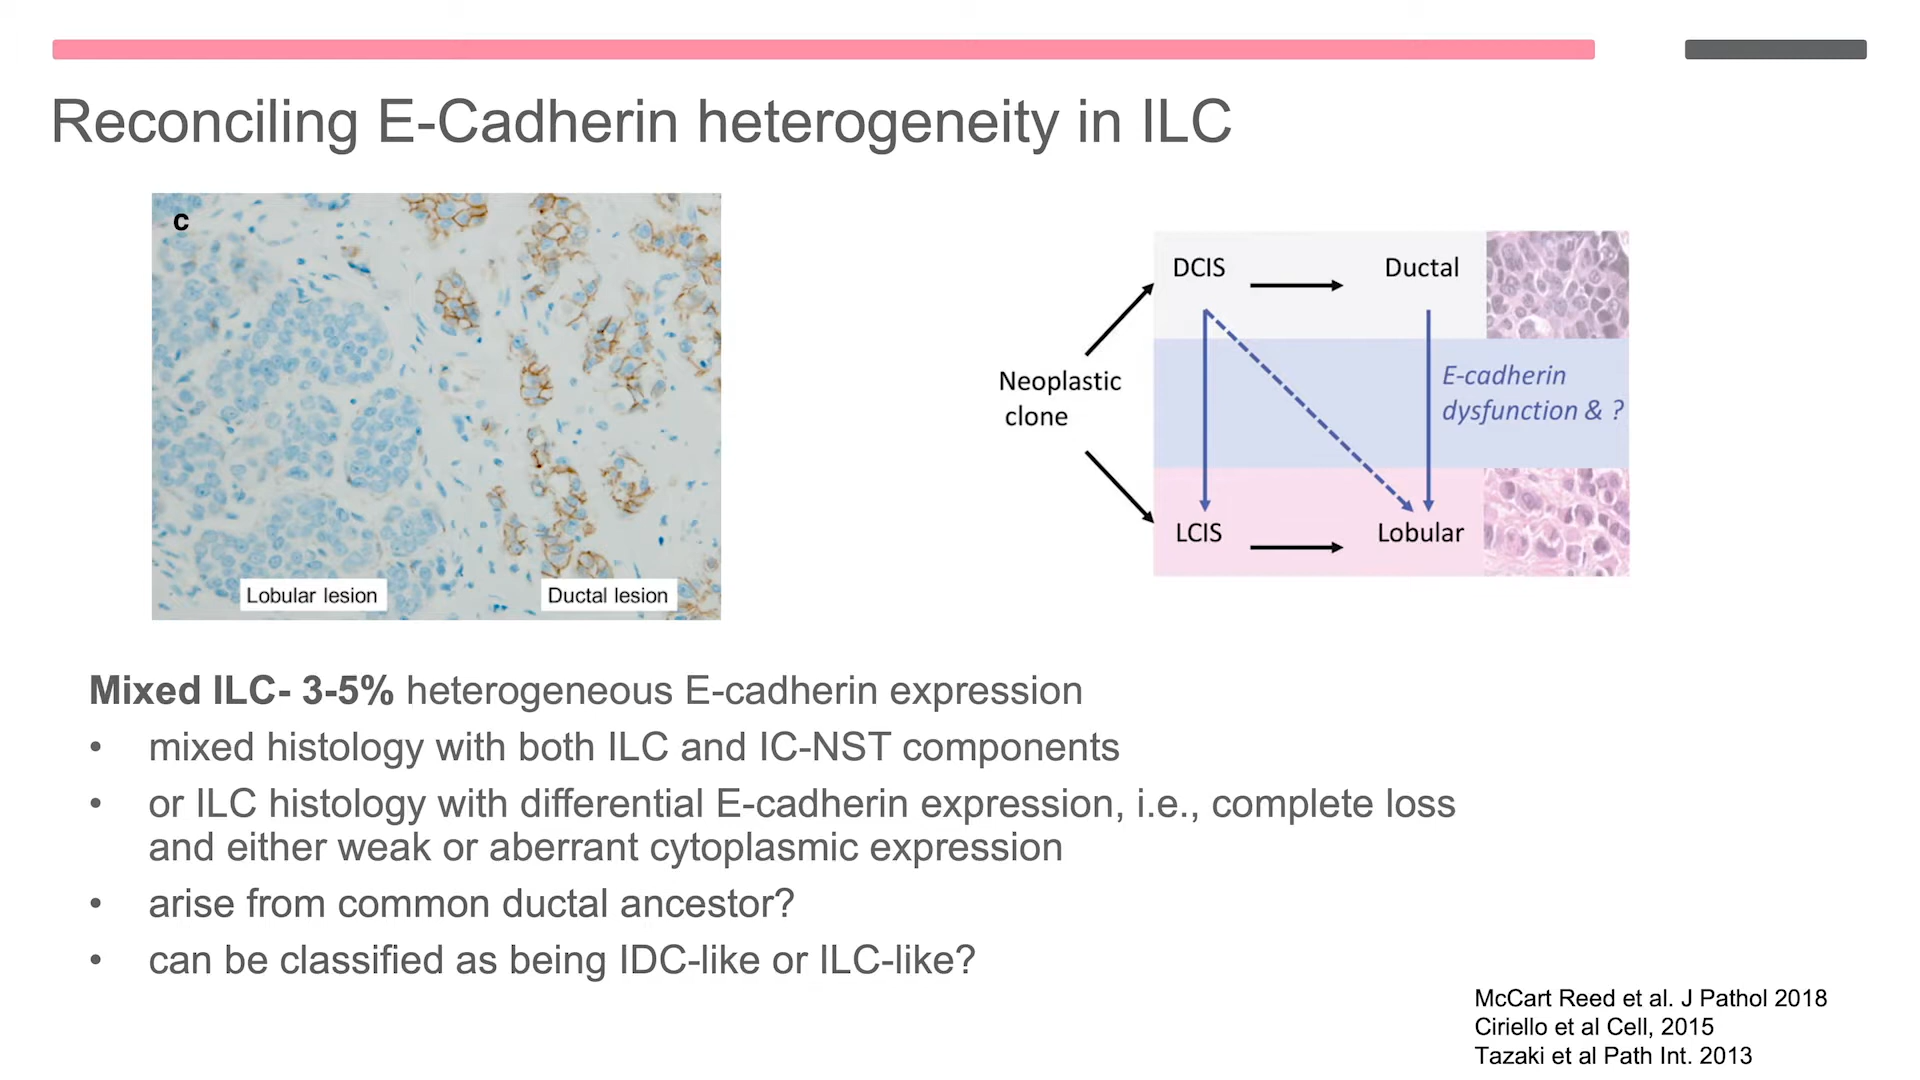 Reconciling E-Cadherin heterogeneity in ILC
c
Lobular lesion
Ductal lesion
DCIS
Ductal
Neoplastic
clone
E-cadherin
dysfunction & ?
LCIS
Lobular
Mixed ILC- 3-5% heterogeneous E-cadherin expression
• mixed histology with both ILC and IC-NST components
• or ILC histology with differential E-cadherin expression, i.e., complete loss
and either weak or aberrant cytoplasmic expression
• arise from common ductal ancestor?
• can be classified as being IDC-like or ILC-like?
McCart Reed et al. J Pathol 2018
Ciriello et al Cell, 2015
Tazaki et al Path Int. 2013